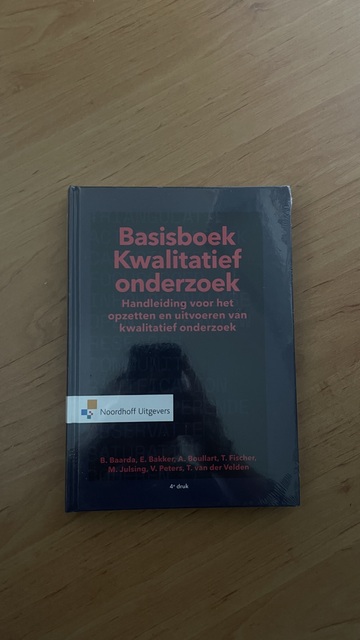 Basisboek
Kwalitatief
onderzoek
Handleiding voor het
opzetten en uitvoeren van
kwalitatief onderzoek
Noordhoff Uitgevers
B. Baarda, E. Bakker, A. Boullart, T. Fischer,
M. Julsing, V. Peters, T. van der Velden
4e druk